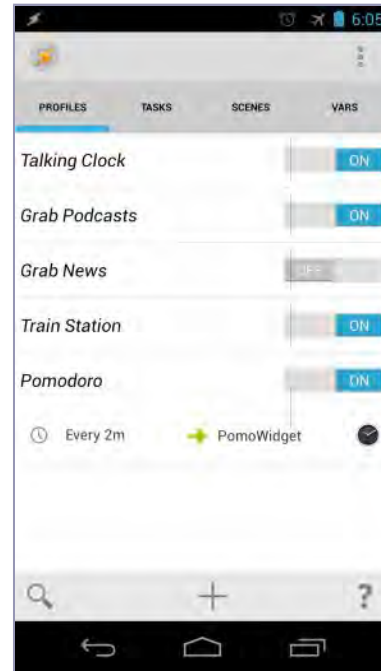 6:05
PROFILES TASKS SCENES VARS
Talking Clock ON
Grab Podcasts ON
Grab News OFF
Train Station ON
Pomodoro ON
Every 2m PomoWidget
?